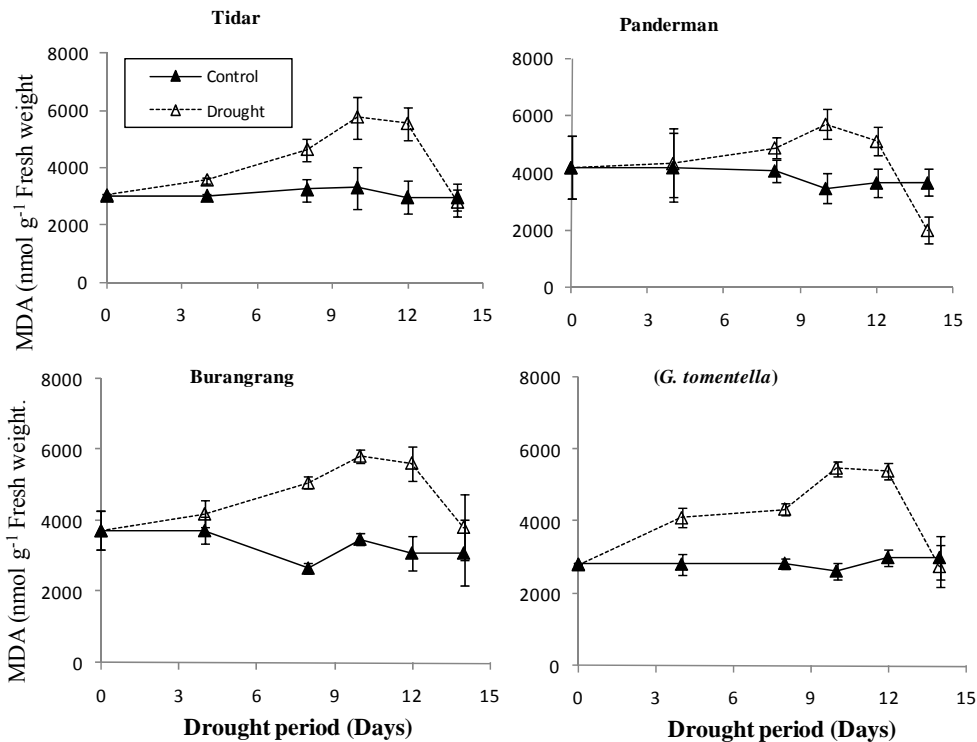 Tidar
8000
6000
4000
2000
0
0 3 6 9 12 15
Control
Drought
MDA (nmol g-1 Fresh weight
Panderman
8000
6000
4000
2000
0
0 3 6 9 12 15
Burangrang
8000
6000
4000
2000
0
0 3 6 9 12 15
MDA (nmol g-1 Fresh weight.
Drought period (Days)
(G. tomentella)
8000
6000
4000
2000
0
0 3 6 9 12 15
Drought period (Days)